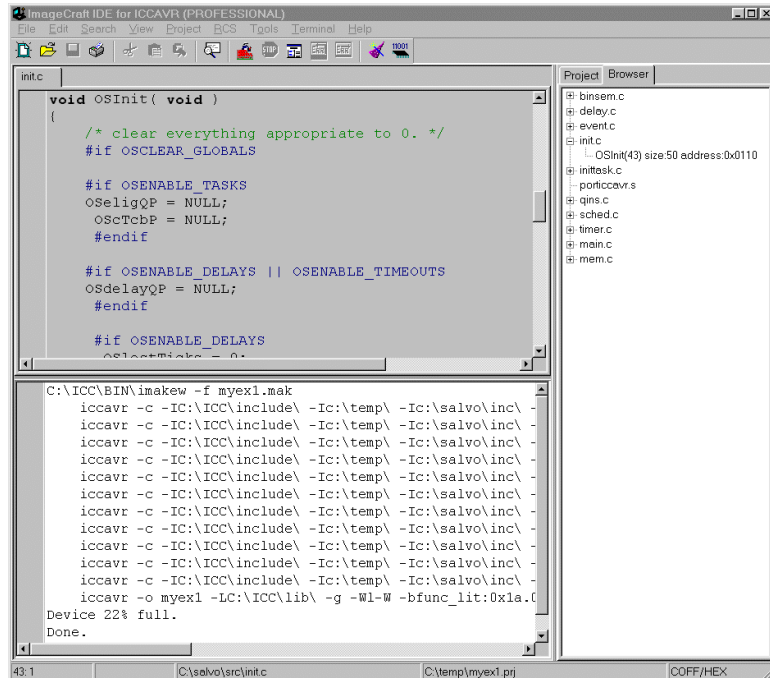 ImageCraft IDE for ICCAVR (PROFESSIONAL)
File Edit Search View Project RCS Tools Terminal Help
init.c
void OSInit( void )
{
/* clear everything appropriate to 0. */
#if OSCLEAR_GLOBALS
#if OSENABLE_TASKS
OSeligQP = NULL;
OScTcbP = NULL;
#endif
#if OSENABLE_DELAYS || OSENABLE_TIMEOUTS
OSdelayQP = NULL;
#endif
#if OSENABLE_DELAYS
OSlostTicks = 0;
Project Browser
binsem.c
delay.c
event.c
init.c
OSInit(43) size:50 address:0x0110
inittask.c
porticcavr.s
qins.c
sched.c
timer.c
main.c
mem.c
C:\ICC\BIN\imakew -f myex1.mak
iccavr -c -IC:\ICC\include\ -Ic:\temp\ -Ic:\salvo\inc\ -
iccavr -c -IC:\ICC\include\ -Ic:\temp\ -Ic:\salvo\inc\ -
iccavr -c -IC:\ICC\include\ -Ic:\temp\ -Ic:\salvo\inc\ -
iccavr -c -IC:\ICC\include\ -Ic:\temp\ -Ic:\salvo\inc\ -
iccavr -c -IC:\ICC\include\ -Ic:\temp\ -Ic:\salvo\inc\ -
iccavr -c -IC:\ICC\include\ -Ic:\temp\ -Ic:\salvo\inc\ -
iccavr -c -IC:\ICC\include\ -Ic:\temp\ -Ic:\salvo\inc\ -
iccavr -c -IC:\ICC\include\ -Ic:\temp\ -Ic:\salvo\inc\ -
iccavr -c -IC:\ICC\include\ -Ic:\temp\ -Ic:\salvo\inc\ -
iccavr -c -IC:\ICC\include\ -Ic:\temp\ -Ic:\salvo\inc\ -
iccavr -c -IC:\ICC\include\ -Ic:\temp\ -Ic:\salvo\inc\ -
iccavr -o myex1 -LC:\ICC\lib\ -g -Wl-W -bfunc_lit:0x1a.0
Device 22% full.
Done.
43: 1 C:\salvo\src\init.c C:\temp\myex1.prj COFF/HEX